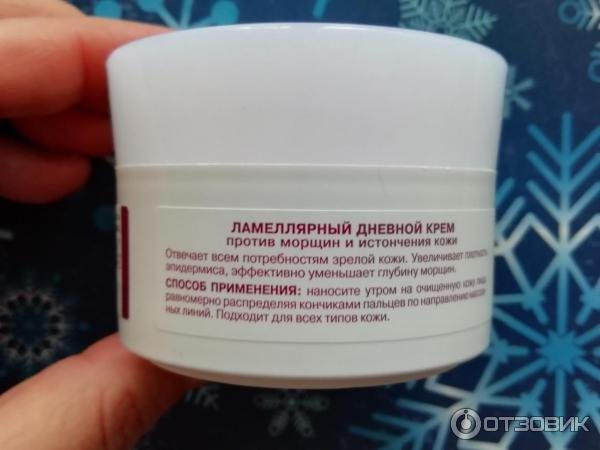 ЛАМЕЛЛЯРНЫЙ ДНЕВНОЙ КРЕМ
против морщин и истончения кожи
Отвечает всем потребностям зрелой кожи. Увеличивает плотность
эпидермиса, эффективно уменьшает глубину морщин.
СПОСОБ ПРИМЕНЕНИЯ: наносите утром на очищенную кожу лица,
равномерно распределяя кончиками пальцев по направлению массаж-
ных линий. Подходит для всех типов кожи.
ОТЗОВИК